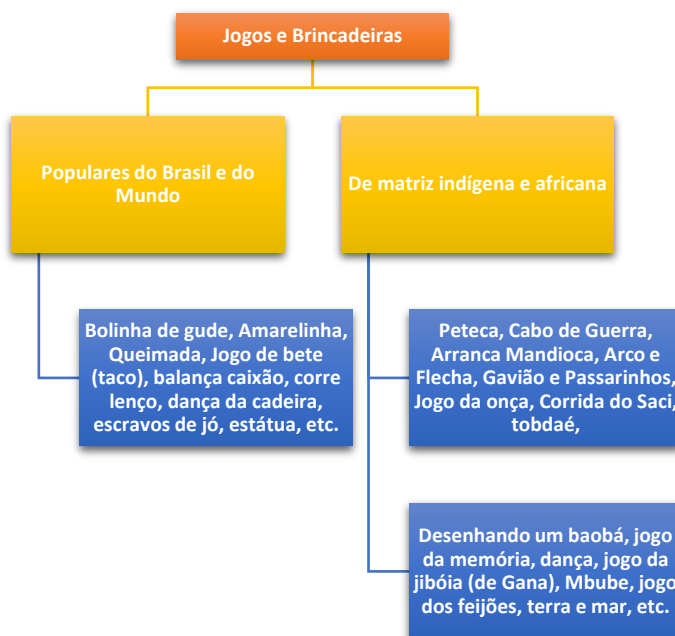 Jogos e Brincadeiras
Populares do Brasil e do
Mundo
Bolinha de gude, Amarelinha,
Queimada, Jogo de bete
(taco), balança caixão, corre
lenço, dança da cadeira,
escravos de jó, estátua, etc.
De matriz indígena e africana
Peteca, Cabo de Guerra,
Arranca Mandioca, Arco e
Flecha, Gavião e Passarinhos,
Jogo da onça, Corrida do Saci,
tobdaé,
Desenhando um baobá, jogo
da memória, dança, jogo da
jibóia (de Gana), Mbube, jogo
dos feijões, terra e mar, etc.